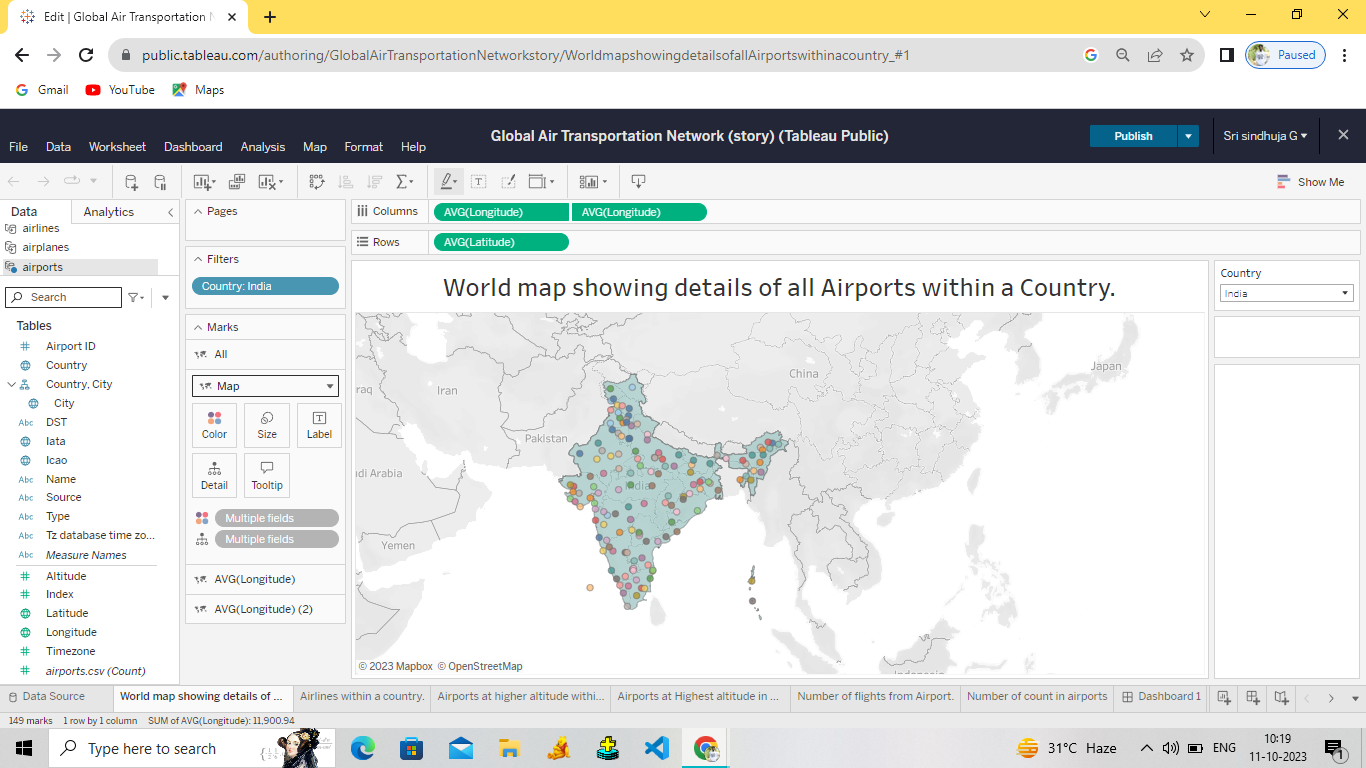 Edit | Global Air Transportation N
public.tableau.com/authoring/GlobalAirTransportationNetworkstory/WorldmapshowingdetailsofallAirportswithinacountry_#1
Paused
Gmail YouTube Maps
Global Air Transportation Network (story) (Tableau Public)
Publish
Sri sindhuja G
File Data Worksheet Dashboard Analysis Map Format Help
Show Me
Data Analytics
airlines
airplanes
airports
Search
Tables
Airport ID
Country
Country, City
City
Abc DST
Iata
Icao
Abc Name
Abc Source
Abc Type
Abc Tz database time zo...
Abc Measure Names
Altitude
Index
Latitude
Longitude
Timezone
airports.csv (Count)
Pages
Filters
Country: India
Marks
All
Map
Color Size Label
Detail Tooltip
Multiple fields
Multiple fields
AVG(Longitude)
AVG(Longitude) (2)
Columns AVG(Longitude) AVG(Longitude)
Rows AVG(Latitude)
World map showing details of all Airports within a Country.
Country
India
raq
Iran
China
Japan
Pakistan
di Arabia
India
Yemen
Indonesia
© 2023 Mapbox © OpenStreetMap
Data Source World map showing details of ... Airlines within a country. Airports at higher altitude withi... Airports at Highest altitude in ... Number of flights from Airport. Number of count in airports Dashboard 1
149 marks 1 row by 1 column SUM of AVG(Longitude): 11,900.94
Type here to search
31°C Haze
ENG
10:19
11-10-2023
1